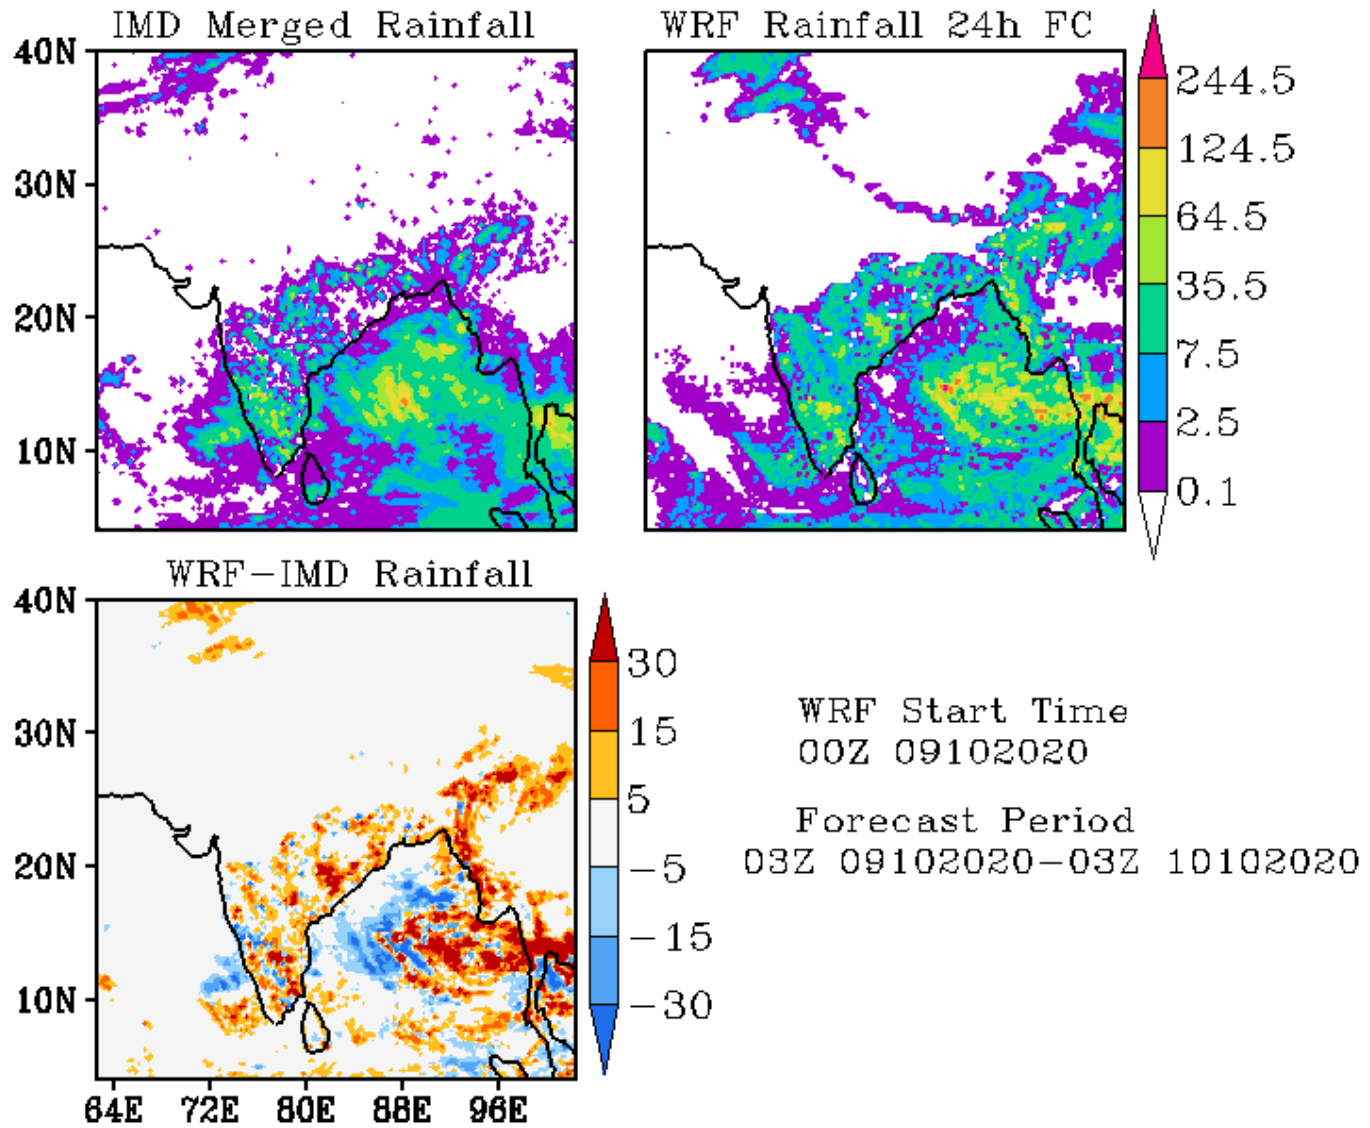 IMD Merged Rainfall
WRF Rainfall 24h FC
40N
30N
20N
10N
244.5
124.5
64.5
35.5
7.5
2.5
0.1
WRF-IMD Rainfall
40N
30N
20N
10N
64E 72E 80E 88E 96E
30
15
5
-5
-15
-30
WRF Start Time
00Z 09102020
Forecast Period
03Z 09102020-03Z 10102020